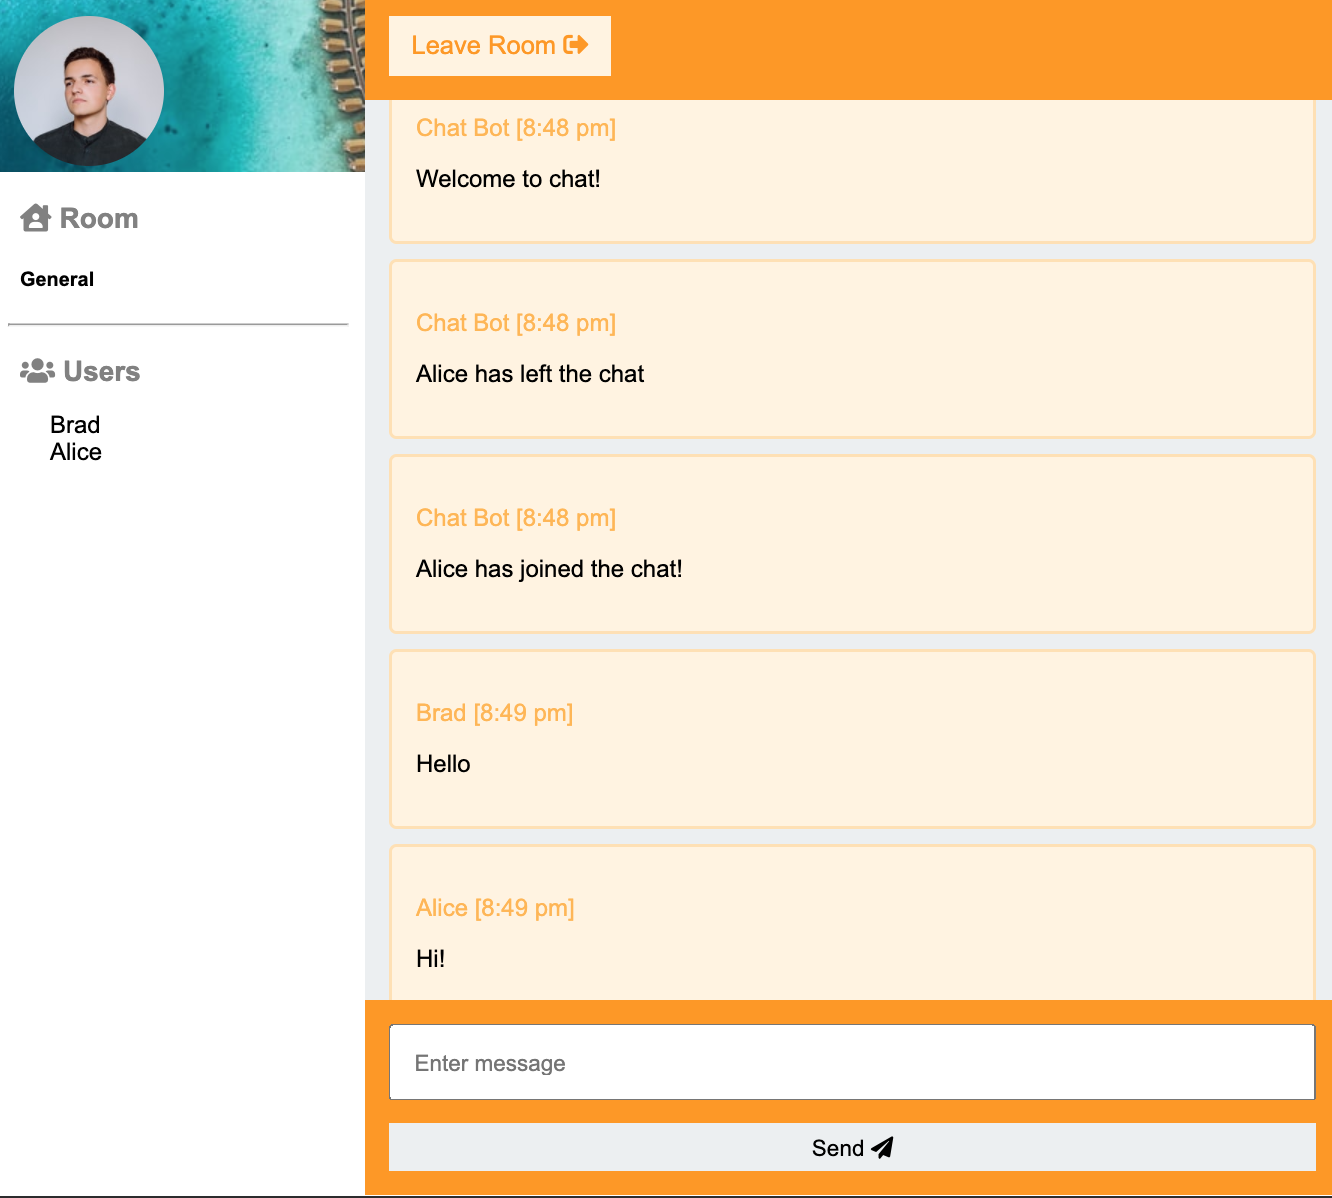 Leave Room
Chat Bot [8:48 pm]
Welcome to chat!
Room
General
Chat Bot [8:48 pm]
Alice has left the chat
Users
Brad
Alice
Chat Bot [8:48 pm]
Alice has joined the chat!
Brad [8:49 pm]
Hello
Alice [8:49 pm]
Hi!
Enter message
Send